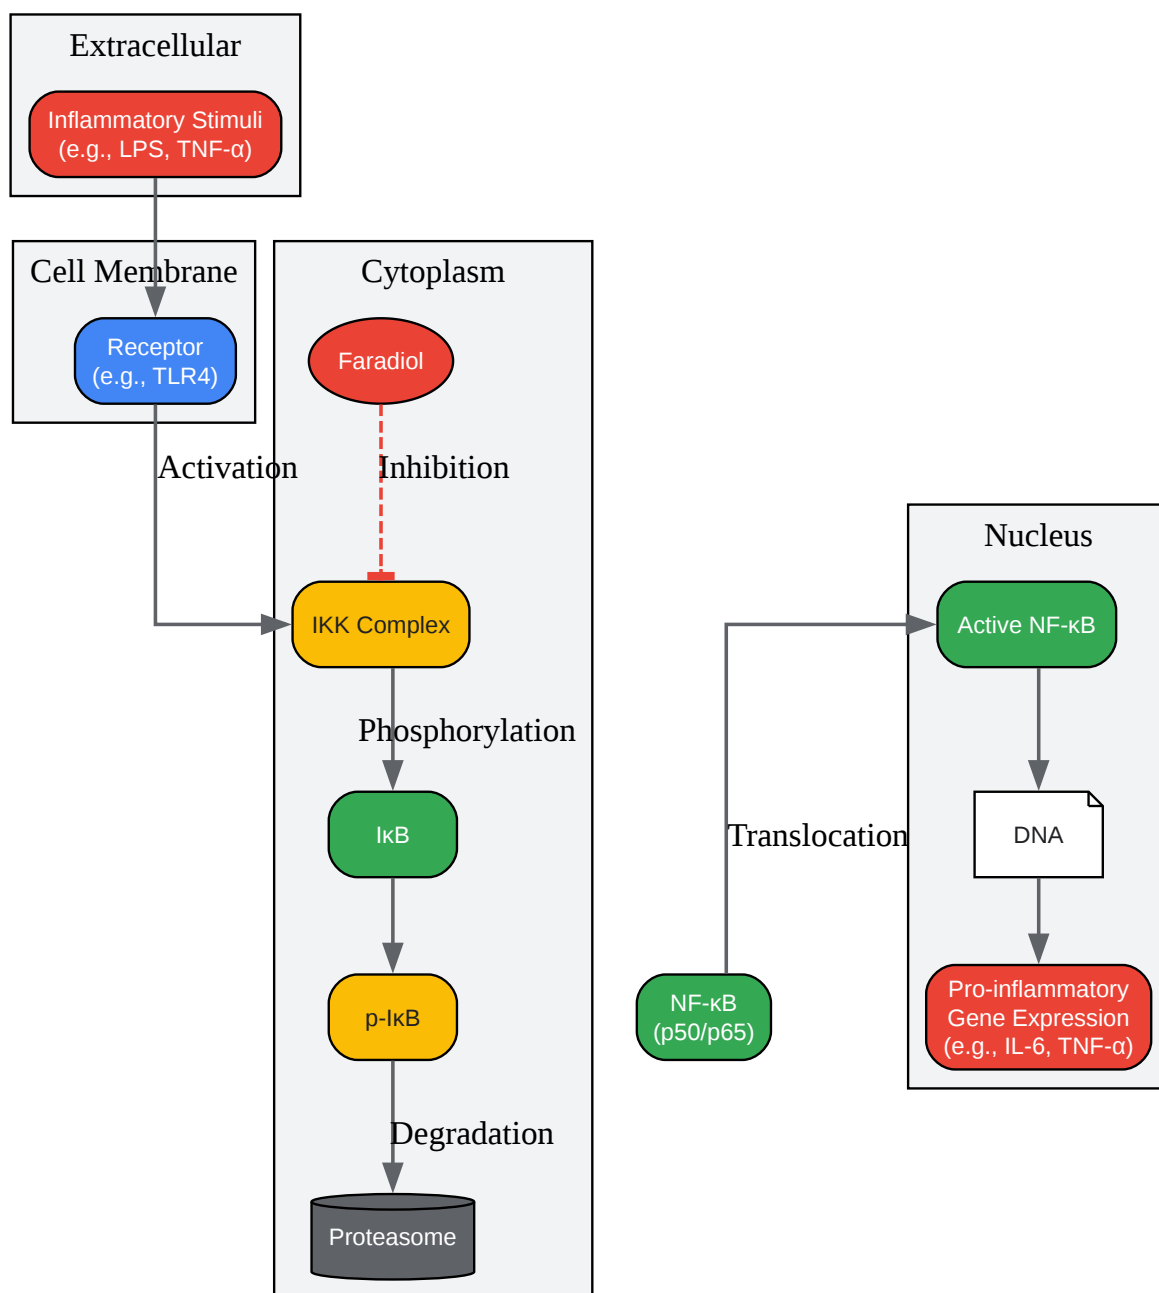 Extracellular
Inflammatory Stimuli
(e.g., LPS, TNF-α)
Cell Membrane
Receptor
(e.g., TLR4)
Activation
Cytoplasm
Faradiol
Inhibition
IKK Complex
Phosphorylation
IκB
p-IκB
Degradation
Proteasome
NF-κB
(p50/p65)
Translocation
Nucleus
Active NF-κB
DNA
Pro-inflammatory
Gene Expression
(e.g., IL-6, TNF-α)